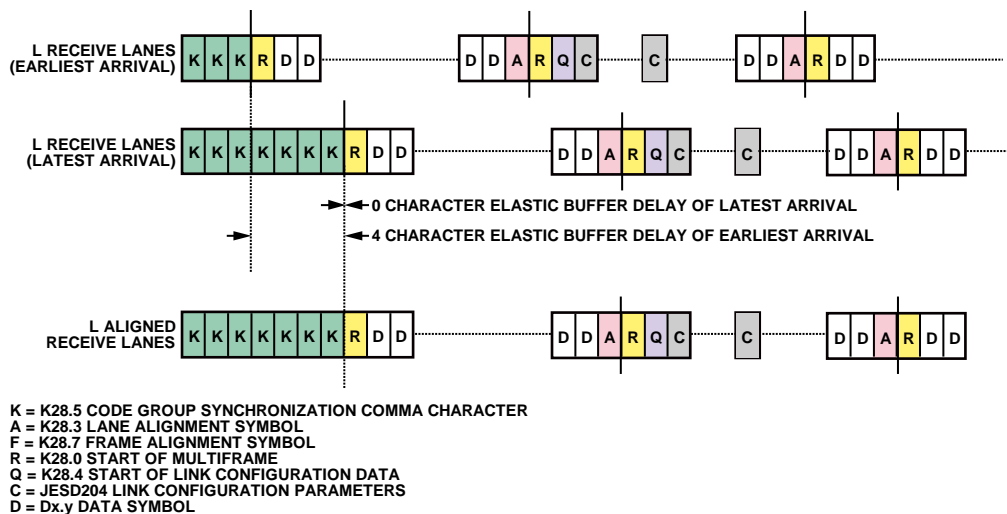 L RECEIVE LANES
(EARLIEST ARRIVAL)
K K K R D D
D D A R Q C
C
D D A R D D
L RECEIVE LANES
(LATEST ARRIVAL)
K K K K K K K R D D
D D A R Q C
C
D D A R D D
0 CHARACTER ELASTIC BUFFER DELAY OF LATEST ARRIVAL
4 CHARACTER ELASTIC BUFFER DELAY OF EARLIEST ARRIVAL
L ALIGNED
RECEIVE LANES
K K K K K K K R D D
D D A R Q C
C
D D A R D D
K = K28.5 CODE GROUP SYNCHRONIZATION COMMA CHARACTER
A = K28.3 LANE ALIGNMENT SYMBOL
F = K28.7 FRAME ALIGNMENT SYMBOL
R = K28.0 START OF MULTIFRAME
Q = K28.4 START OF LINK CONFIGURATION DATA
C = JESD204 LINK CONFIGURATION PARAMETERS
D = Dx.y DATA SYMBOL